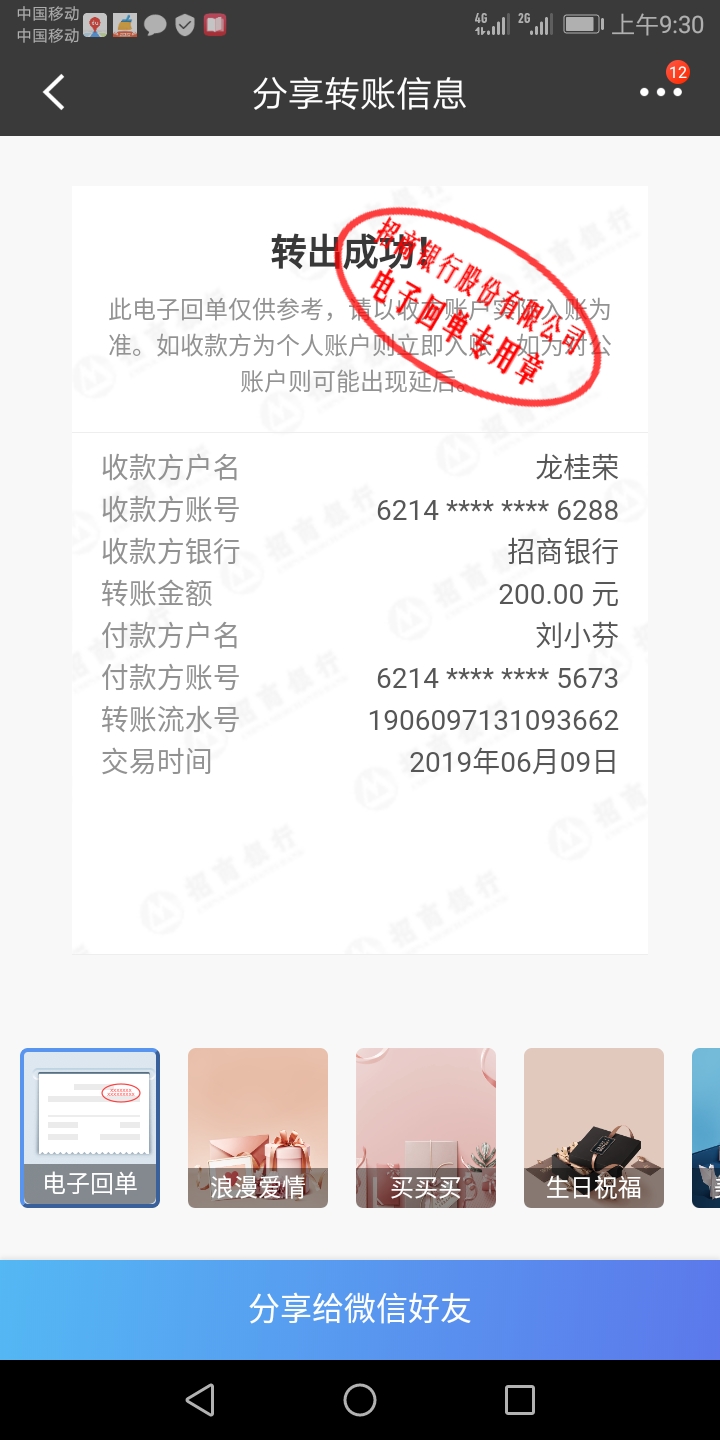 中国移动
中国移动
4G
2G
上午9:30
分享转账信息
12
转出成功!
招商银行股份有限公司
电子回单专用章
此电子回单仅供参考，请以收方账户实际入账为
准。如收款方为个人账户则立即入账，如为对公
账户则可能出现延后。
收款方户名 龙桂荣
收款方账号 6214 **** **** 6288
收款方银行 招商银行
转账金额 200.00 元
付款方户名 刘小芬
付款方账号 6214 **** **** 5673
转账流水号 1906097131093662
交易时间 2019年06月09日
招商银行
电子回单
浪漫爱情
买买买
生日祝福
分享给微信好友